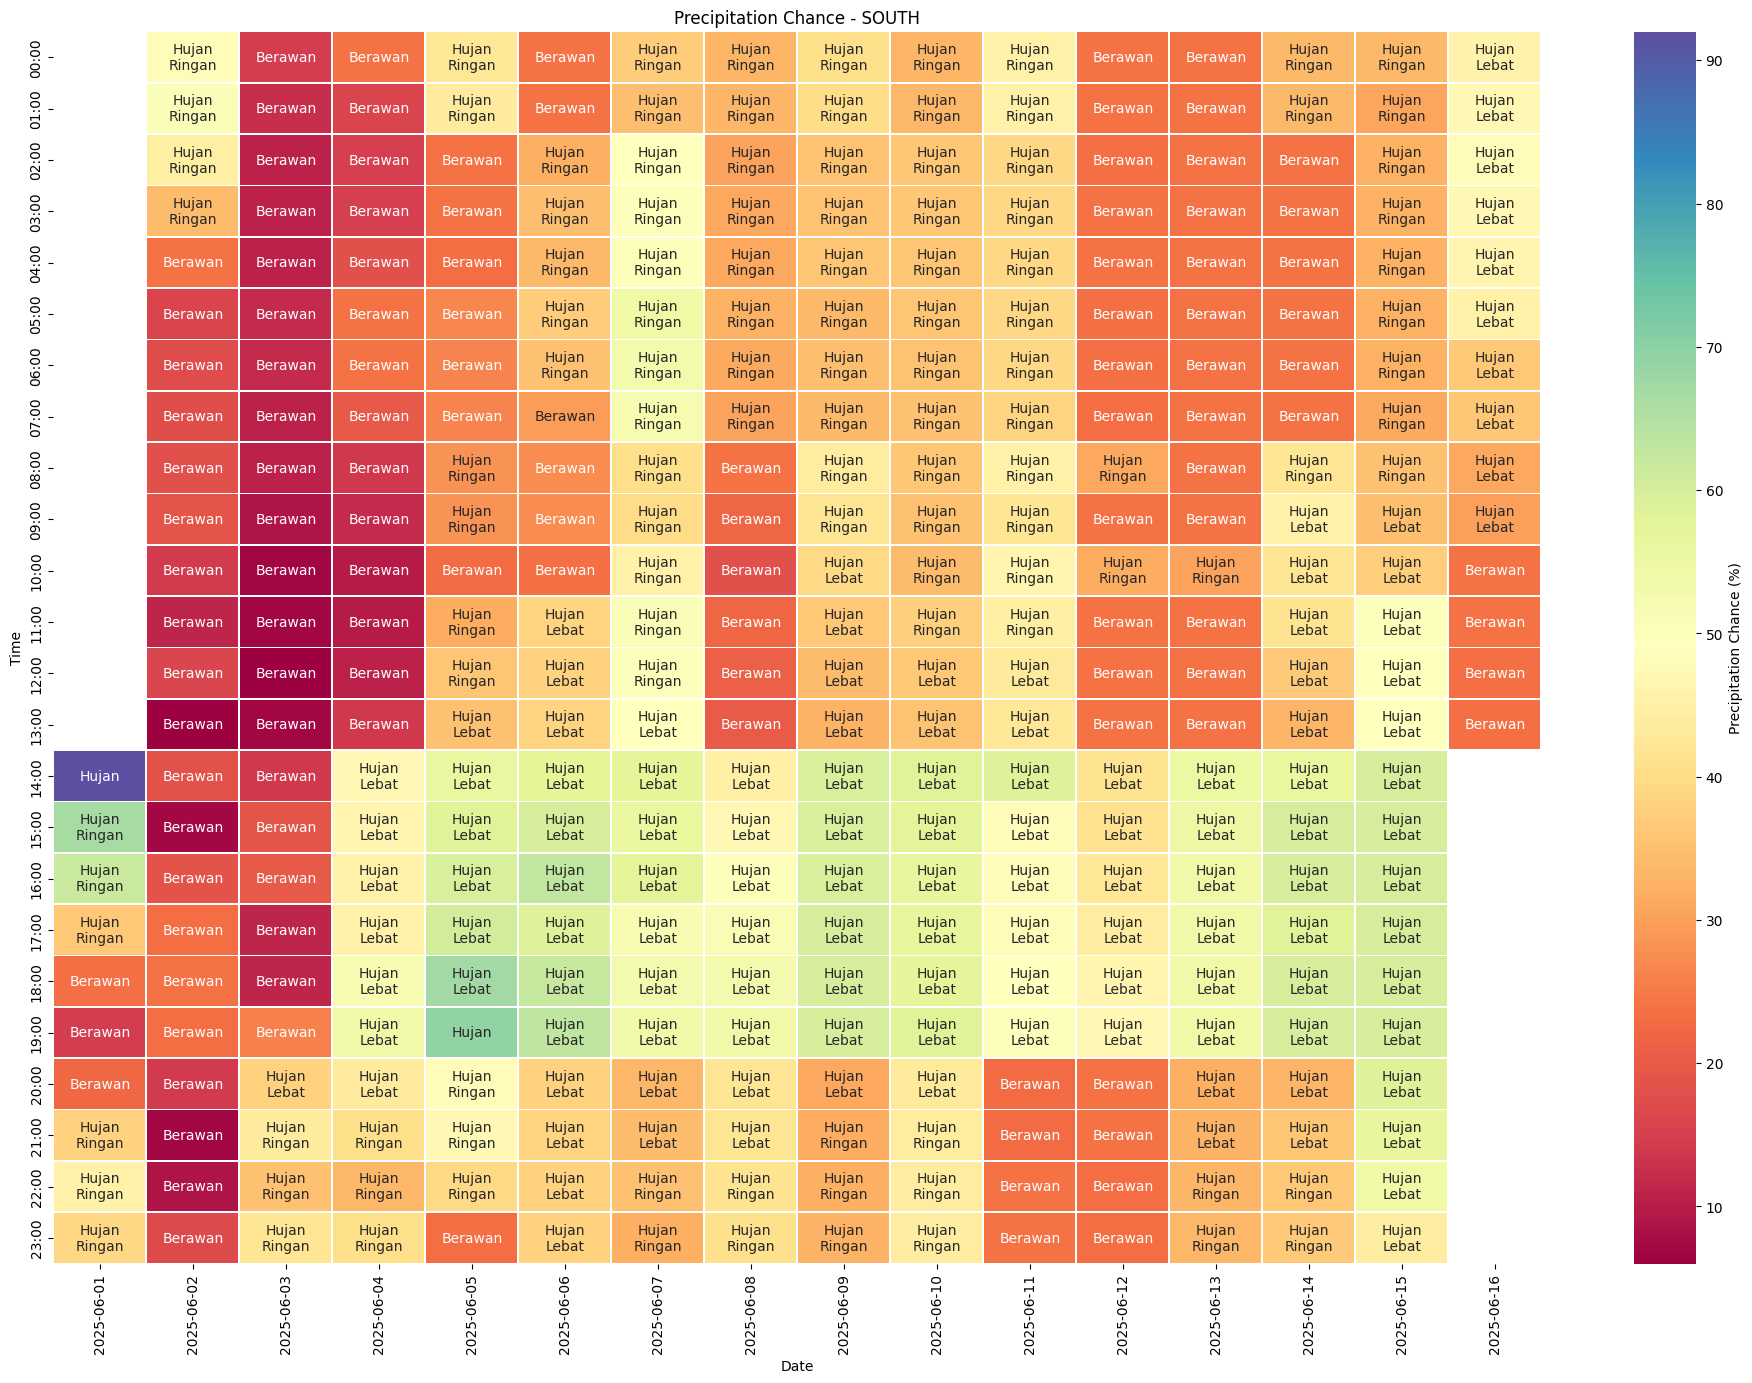 Precipitation Chance - SOUTH
00:00
Hujan
Ringan
Berawan
Berawan
Hujan
Ringan
Berawan
Hujan
Ringan
Hujan
Ringan
Hujan
Ringan
Hujan
Ringan
Hujan
Ringan
Berawan
Berawan
Hujan
Ringan
Hujan
Ringan
Hujan
Lebat
01:00
Hujan
Ringan
Berawan
Berawan
Hujan
Ringan
Berawan
Hujan
Ringan
Hujan
Ringan
Hujan
Ringan
Hujan
Ringan
Hujan
Ringan
Berawan
Berawan
Hujan
Ringan
Hujan
Ringan
Hujan
Lebat
02:00
Hujan
Ringan
Berawan
Berawan
Berawan
Hujan
Ringan
Hujan
Ringan
Hujan
Ringan
Hujan
Ringan
Hujan
Ringan
Hujan
Ringan
Berawan
Berawan
Berawan
Hujan
Ringan
Hujan
Lebat
03:00
Hujan
Ringan
Berawan
Berawan
Berawan
Hujan
Ringan
Hujan
Ringan
Hujan
Ringan
Hujan
Ringan
Hujan
Ringan
Hujan
Ringan
Berawan
Berawan
Berawan
Hujan
Ringan
Hujan
Lebat
04:00
Berawan
Berawan
Berawan
Berawan
Hujan
Ringan
Hujan
Ringan
Hujan
Ringan
Hujan
Ringan
Hujan
Ringan
Hujan
Ringan
Berawan
Berawan
Berawan
Hujan
Ringan
Hujan
Lebat
05:00
Berawan
Berawan
Berawan
Berawan
Hujan
Ringan
Hujan
Ringan
Hujan
Ringan
Hujan
Ringan
Hujan
Ringan
Hujan
Ringan
Berawan
Berawan
Berawan
Hujan
Ringan
Hujan
Lebat
06:00
Berawan
Berawan
Berawan
Berawan
Hujan
Ringan
Hujan
Ringan
Hujan
Ringan
Hujan
Ringan
Hujan
Ringan
Hujan
Ringan
Berawan
Berawan
Berawan
Hujan
Ringan
Hujan
Lebat
07:00
Berawan
Berawan
Berawan
Berawan
Berawan
Hujan
Ringan
Hujan
Ringan
Hujan
Ringan
Hujan
Ringan
Hujan
Ringan
Berawan
Berawan
Berawan
Hujan
Ringan
Hujan
Lebat
08:00
Berawan
Berawan
Berawan
Hujan
Ringan
Berawan
Hujan
Ringan
Berawan
Hujan
Ringan
Hujan
Ringan
Hujan
Ringan
Hujan
Ringan
Berawan
Hujan
Ringan
Hujan
Ringan
Hujan
Lebat
09:00
Berawan
Berawan
Berawan
Hujan
Ringan
Berawan
Hujan
Ringan
Berawan
Hujan
Ringan
Hujan
Ringan
Hujan
Ringan
Berawan
Berawan
Hujan
Lebat
Hujan
Lebat
Hujan
Lebat
10:00
Berawan
Berawan
Berawan
Berawan
Berawan
Hujan
Ringan
Berawan
Hujan
Lebat
Hujan
Ringan
Hujan
Ringan
Hujan
Ringan
Hujan
Ringan
Hujan
Lebat
Hujan
Lebat
Berawan
11:00
Berawan
Berawan
Berawan
Hujan
Ringan
Hujan
Lebat
Hujan
Ringan
Berawan
Hujan
Lebat
Hujan
Ringan
Hujan
Ringan
Berawan
Berawan
Hujan
Lebat
Hujan
Lebat
Berawan
12:00
Berawan
Berawan
Berawan
Hujan
Ringan
Hujan
Lebat
Hujan
Ringan
Berawan
Hujan
Lebat
Hujan
Lebat
Hujan
Lebat
Berawan
Berawan
Hujan
Lebat
Hujan
Lebat
Berawan
13:00
Berawan
Berawan
Berawan
Hujan
Lebat
Hujan
Lebat
Hujan
Lebat
Berawan
Hujan
Lebat
Hujan
Lebat
Hujan
Lebat
Berawan
Berawan
Hujan
Lebat
Hujan
Lebat
Berawan
14:00
Hujan
Berawan
Berawan
Hujan
Lebat
Hujan
Lebat
Hujan
Lebat
Hujan
Lebat
Hujan
Lebat
Hujan
Lebat
Hujan
Lebat
Hujan
Lebat
Hujan
Lebat
Hujan
Lebat
Hujan
Lebat
Hujan
Lebat
15:00
Hujan
Ringan
Berawan
Berawan
Hujan
Lebat
Hujan
Lebat
Hujan
Lebat
Hujan
Lebat
Hujan
Lebat
Hujan
Lebat
Hujan
Lebat
Hujan
Lebat
Hujan
Lebat
Hujan
Lebat
Hujan
Lebat
Hujan
Lebat
16:00
Hujan
Ringan
Berawan
Berawan
Hujan
Lebat
Hujan
Lebat
Hujan
Lebat
Hujan
Lebat
Hujan
Lebat
Hujan
Lebat
Hujan
Lebat
Hujan
Lebat
Hujan
Lebat
Hujan
Lebat
Hujan
Lebat
Hujan
Lebat
17:00
Hujan
Ringan
Berawan
Berawan
Hujan
Lebat
Hujan
Lebat
Hujan
Lebat
Hujan
Lebat
Hujan
Lebat
Hujan
Lebat
Hujan
Lebat
Hujan
Lebat
Hujan
Lebat
Hujan
Lebat
Hujan
Lebat
Hujan
Lebat
18:00
Berawan
Berawan
Berawan
Hujan
Lebat
Hujan
Lebat
Hujan
Lebat
Hujan
Lebat
Hujan
Lebat
Hujan
Lebat
Hujan
Lebat
Hujan
Lebat
Hujan
Lebat
Hujan
Lebat
Hujan
Lebat
Hujan
Lebat
19:00
Berawan
Berawan
Berawan
Hujan
Lebat
Hujan
Hujan
Lebat
Hujan
Lebat
Hujan
Lebat
Hujan
Lebat
Hujan
Lebat
Hujan
Lebat
Hujan
Lebat
Hujan
Lebat
Hujan
Lebat
Hujan
Lebat
20:00
Berawan
Berawan
Hujan
Lebat
Hujan
Lebat
Hujan
Ringan
Hujan
Lebat
Hujan
Lebat
Hujan
Lebat
Hujan
Lebat
Hujan
Lebat
Berawan
Berawan
Hujan
Lebat
Hujan
Lebat
Hujan
Lebat
21:00
Hujan
Ringan
Berawan
Hujan
Ringan
Hujan
Ringan
Hujan
Ringan
Hujan
Lebat
Hujan
Lebat
Hujan
Lebat
Hujan
Ringan
Hujan
Ringan
Berawan
Berawan
Hujan
Lebat
Hujan
Lebat
Hujan
Lebat
22:00
Hujan
Ringan
Berawan
Hujan
Ringan
Hujan
Ringan
Hujan
Ringan
Hujan
Lebat
Hujan
Ringan
Hujan
Ringan
Hujan
Ringan
Hujan
Ringan
Berawan
Berawan
Hujan
Ringan
Hujan
Ringan
Hujan
Lebat
23:00
Hujan
Ringan
Berawan
Hujan
Ringan
Hujan
Ringan
Berawan
Hujan
Lebat
Hujan
Ringan
Hujan
Ringan
Hujan
Ringan
Hujan
Ringan
Berawan
Berawan
Hujan
Ringan
Hujan
Ringan
Hujan
Lebat
Time
2025-06-01
2025-06-02
2025-06-03
2025-06-04
2025-06-05
2025-06-06
2025-06-07
2025-06-08
2025-06-09
2025-06-10
2025-06-11
2025-06-12
2025-06-13
2025-06-14
2025-06-15
2025-06-16
Date
90
80
70
60
50
40
30
20
10
Precipitation Chance (%)